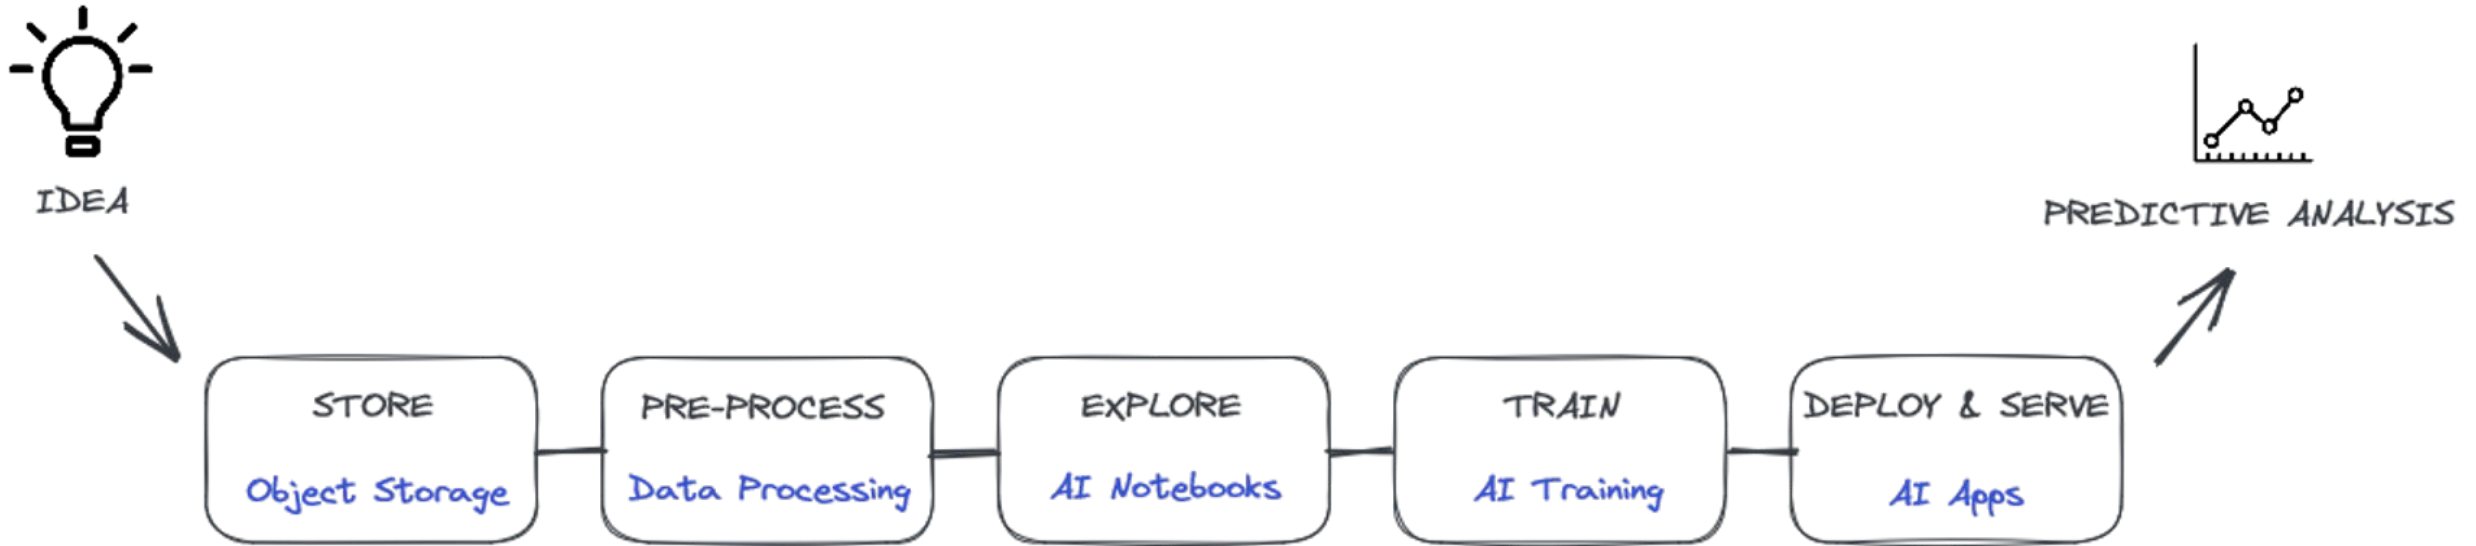 IDEA
PREDICTIVE ANALYSIS
STORE
Object Storage
PRE-PROCESS
Data Processing
EXPLORE
AI Notebooks
TRAIN
AI Training
DEPLOY & SERVE
AI Apps